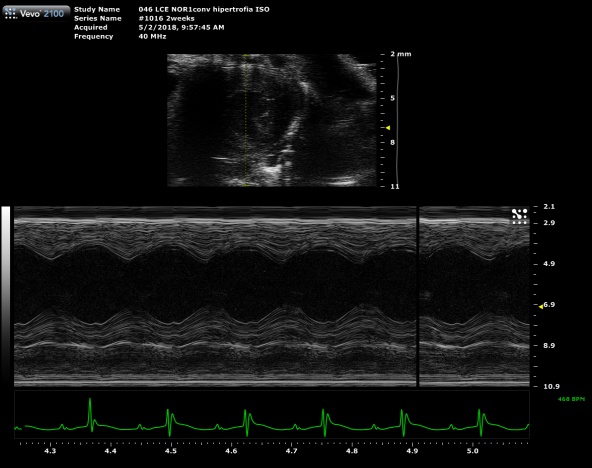 Vevo 2100
Study Name 046 LCE NOR1conv hipertrofia ISO
Series Name #1016 2weeks
Acquired 5/2/2018, 9:57:45 AM
Frequency 40 MHz
2 mm
5
8
11
2.1
2.9
4.9
6.9
8.9
10.9
460 BPM
4.3 4.4 4.5 4.6 4.7 4.8 4.9 5.0